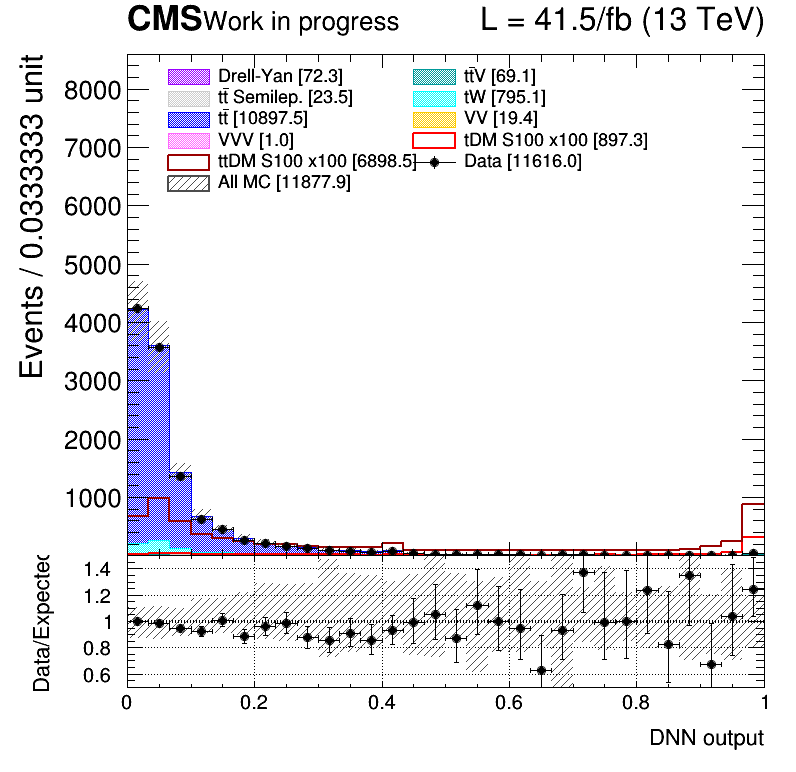 CMS Work in progress L = 41.5/fb (13 TeV)
Events / 0.0333333 unit
8000
7000
6000
5000
4000
3000
2000
1000
Drell-Yan [72.3] tt̄V [69.1]
tt̄ Semilep. [23.5] tW [795.1]
tt̄ [10897.5] VV [19.4]
VVV [1.0] tDM S100 x100 [897.3]
ttDM S100 x100 [6898.5] Data [11616.0]
All MC [11877.9]
Data/Expected
1.4
1.2
1
0.8
0.6
0 0.2 0.4 0.6 0.8 1
DNN output